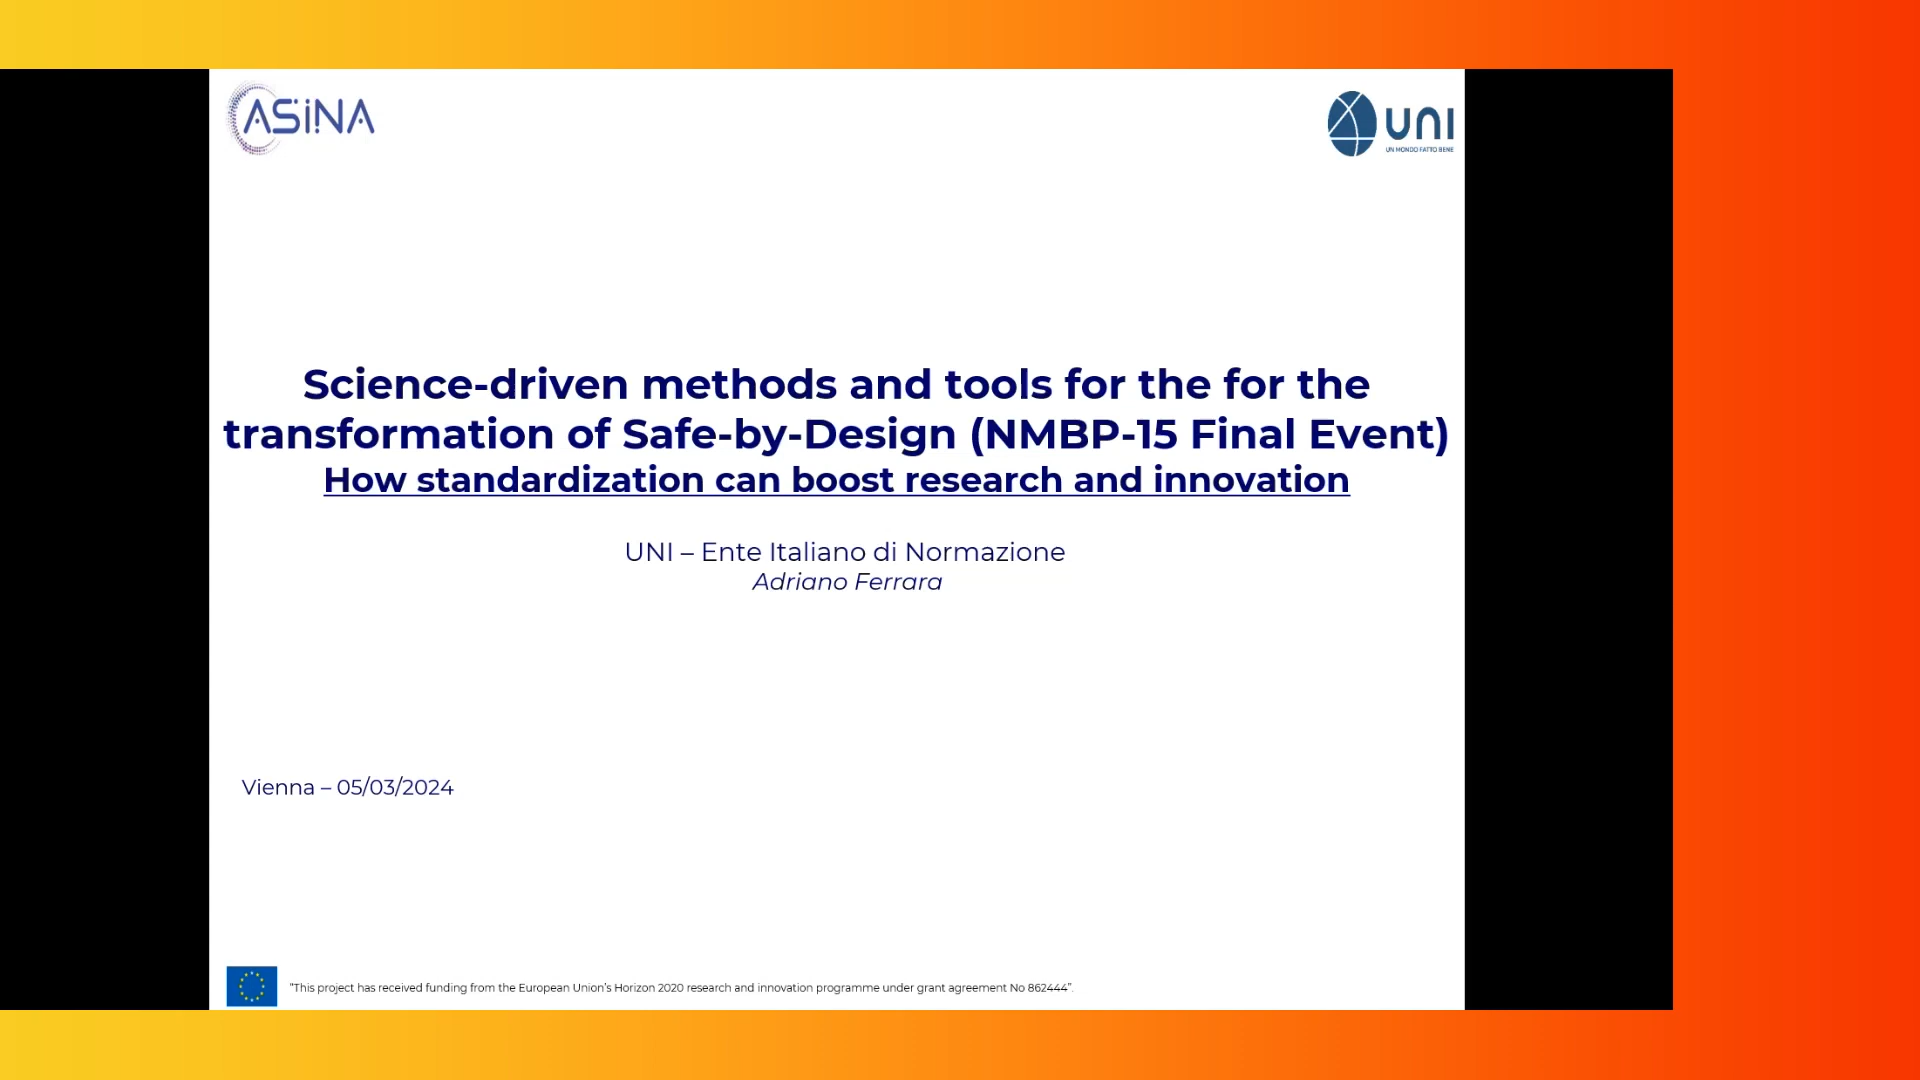 ASINA
UNI
UN MONDO FATTO BENE
Science-driven methods and tools for the for the
transformation of Safe-by-Design (NMBP-15 Final Event)
How standardization can boost research and innovation
UNI – Ente Italiano di Normazione
Adriano Ferrara
Vienna – 05/03/2024
"This project has received funding from the European Union's Horizon 2020 research and innovation programme under grant agreement No 862444".